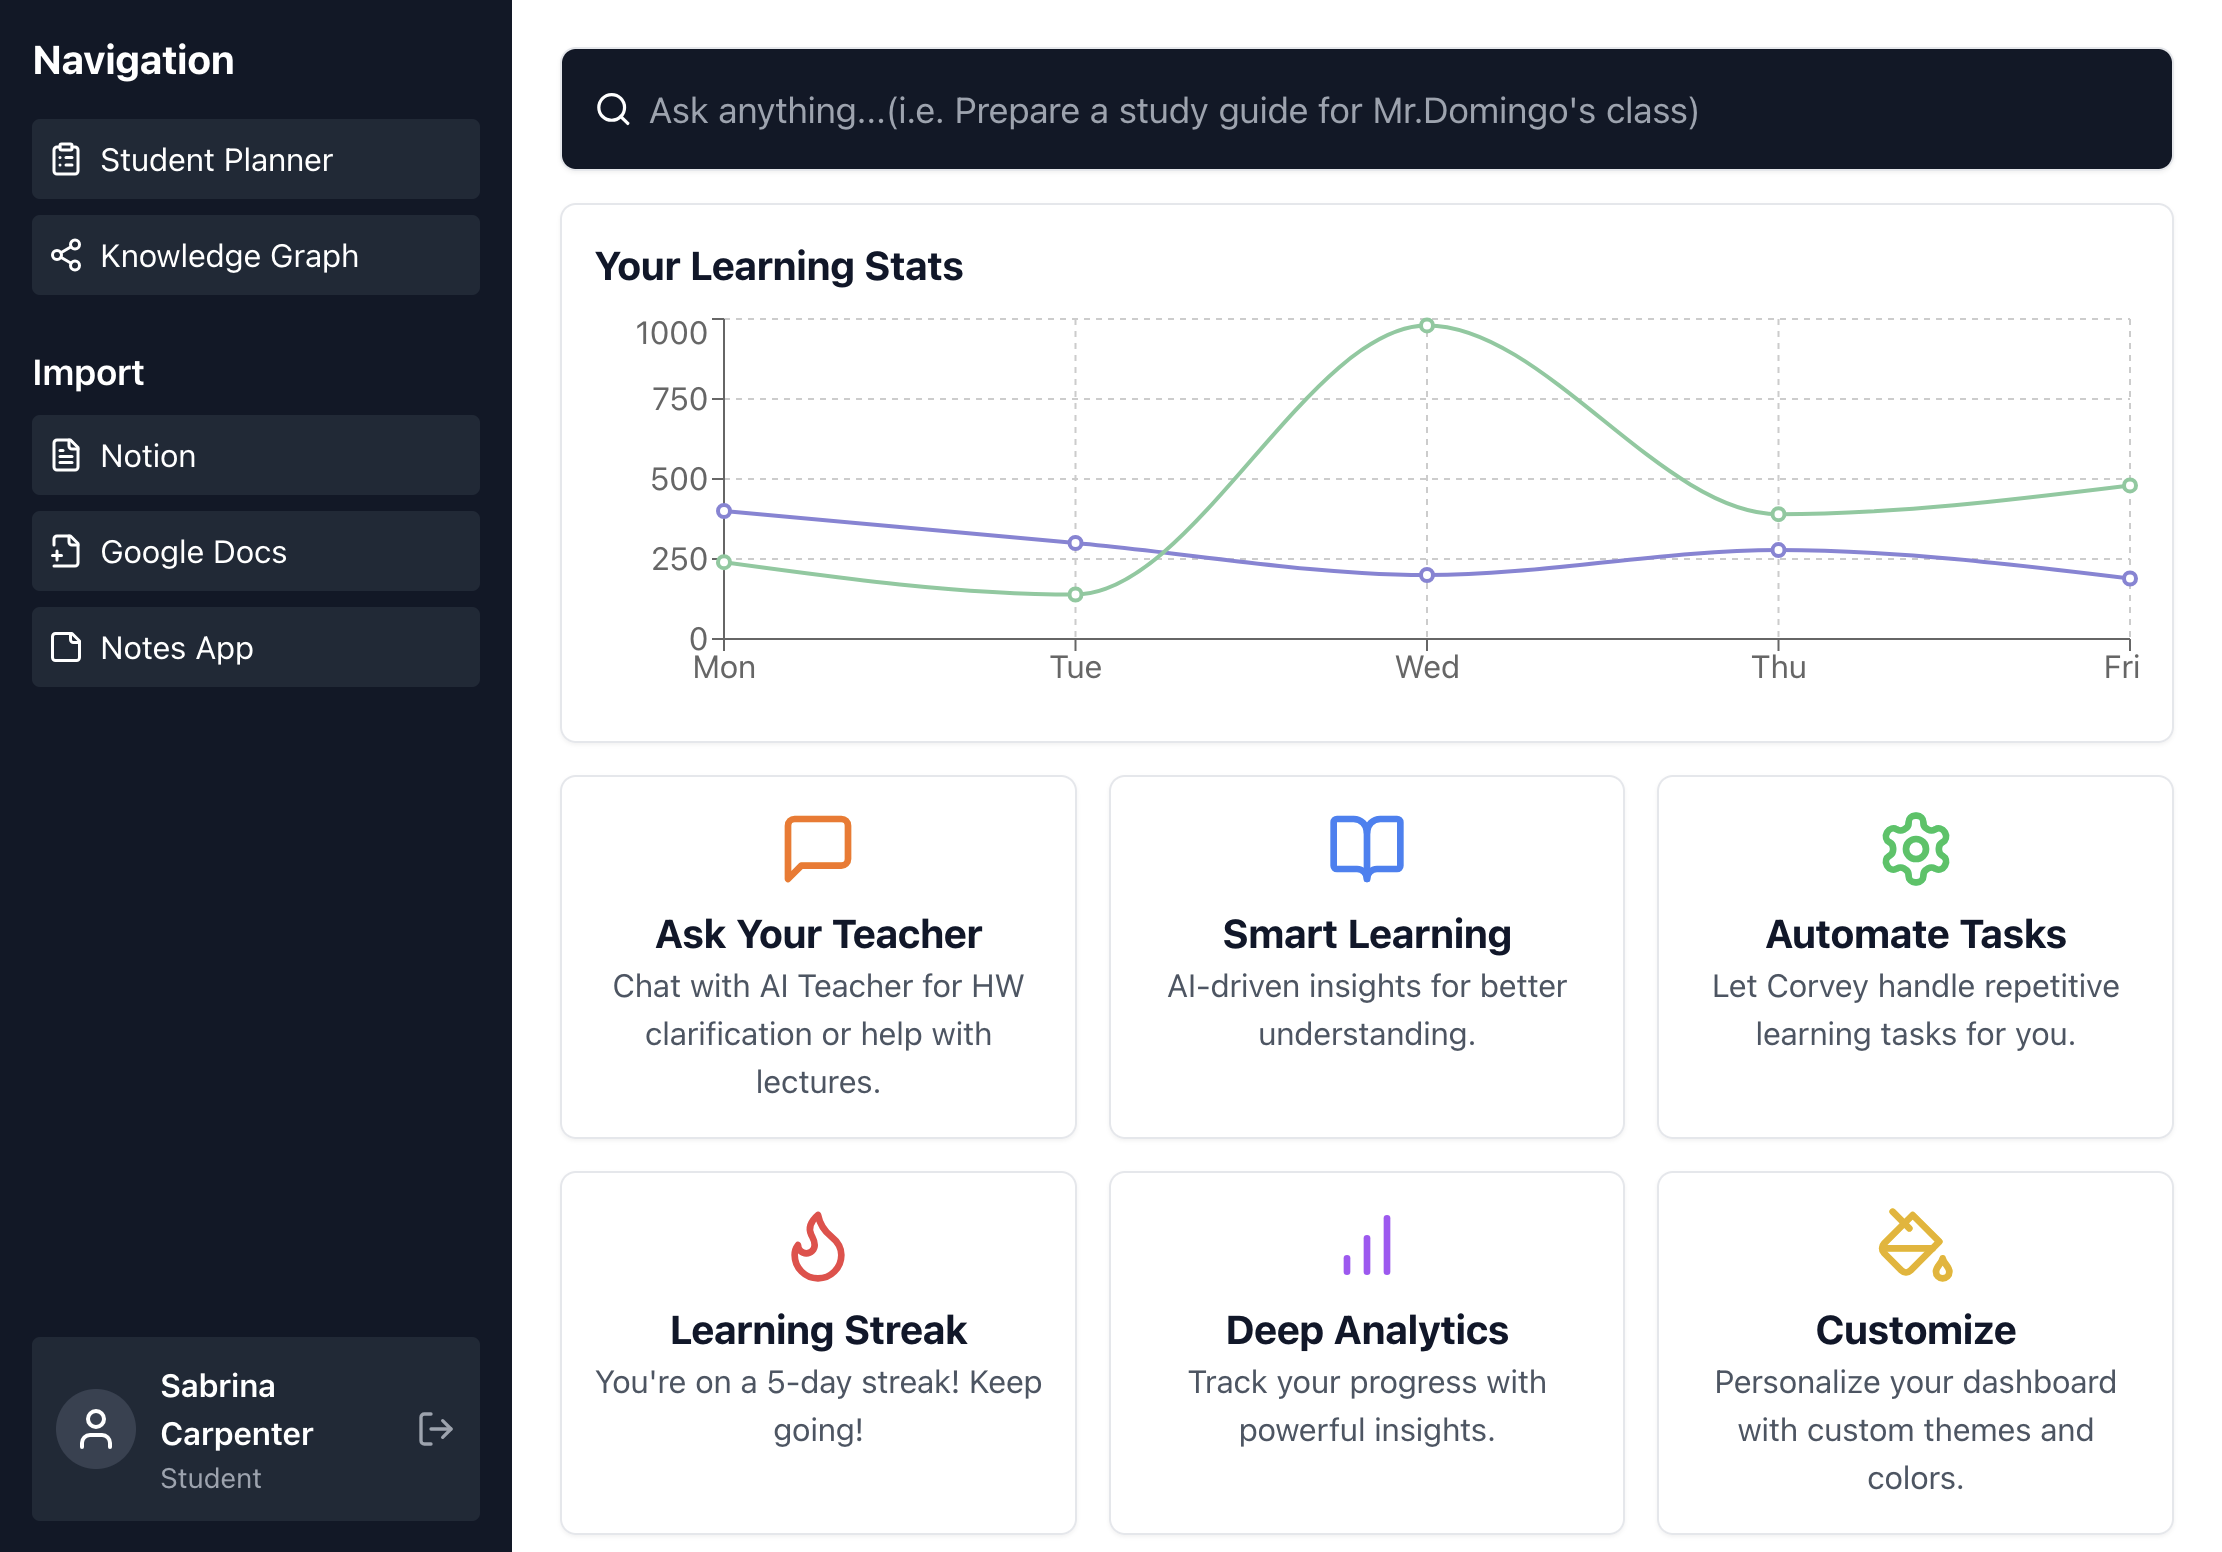 Navigation
Student Planner
Knowledge Graph
Import
Notion
Google Docs
Notes App
Sabrina
Carpenter
Student
Ask anything...(i.e. Prepare a study guide for Mr.Domingo's class)
Your Learning Stats
1000
750
500
250
0
Mon Tue Wed Thu Fri
Ask Your Teacher
Chat with AI Teacher for HW
clarification or help with
lectures.
Smart Learning
AI-driven insights for better
understanding.
Automate Tasks
Let Corvey handle repetitive
learning tasks for you.
Learning Streak
You're on a 5-day streak! Keep
going!
Deep Analytics
Track your progress with
powerful insights.
Customize
Personalize your dashboard
with custom themes and
colors.